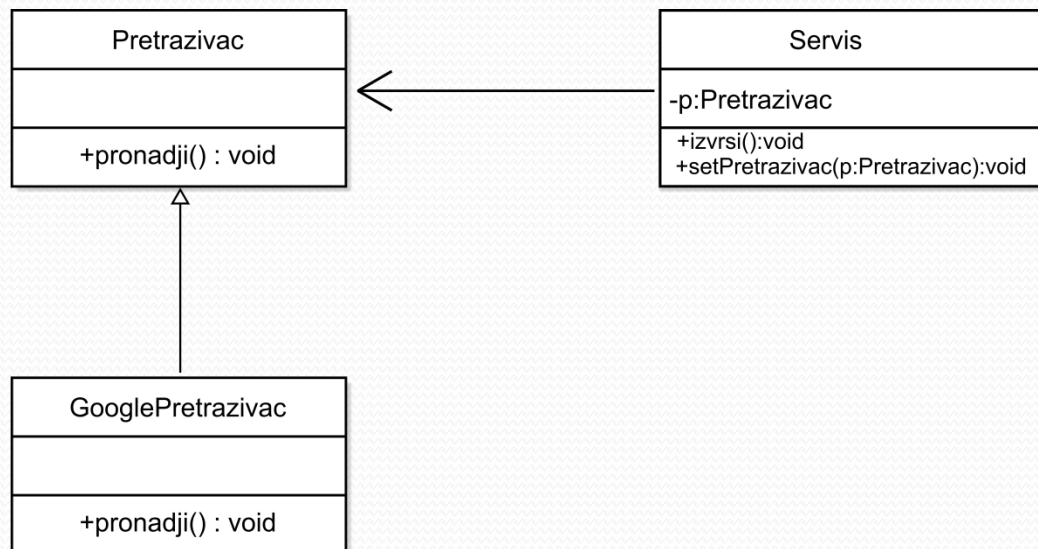 Pretrazivac
+pronadji() : void
Servis
-p:Pretrazivac
+izvrsi():void
+setPretrazivac(p:Pretrazivac):void
GooglePretrazivac
+pronadji() : void